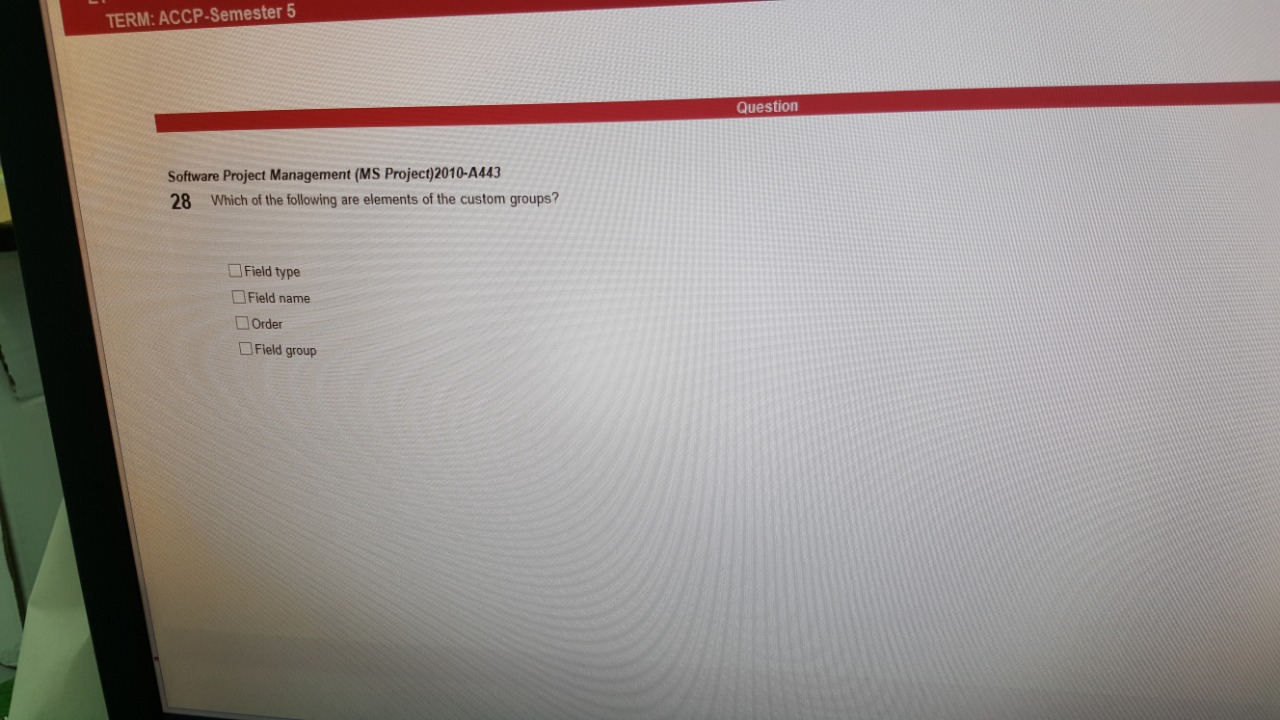 TERM: ACCP-Semester 5
Question
Software Project Management (MS Project)2010-A443
28 Which of the following are elements of the custom groups?
Field type
Field name
Order
Field group